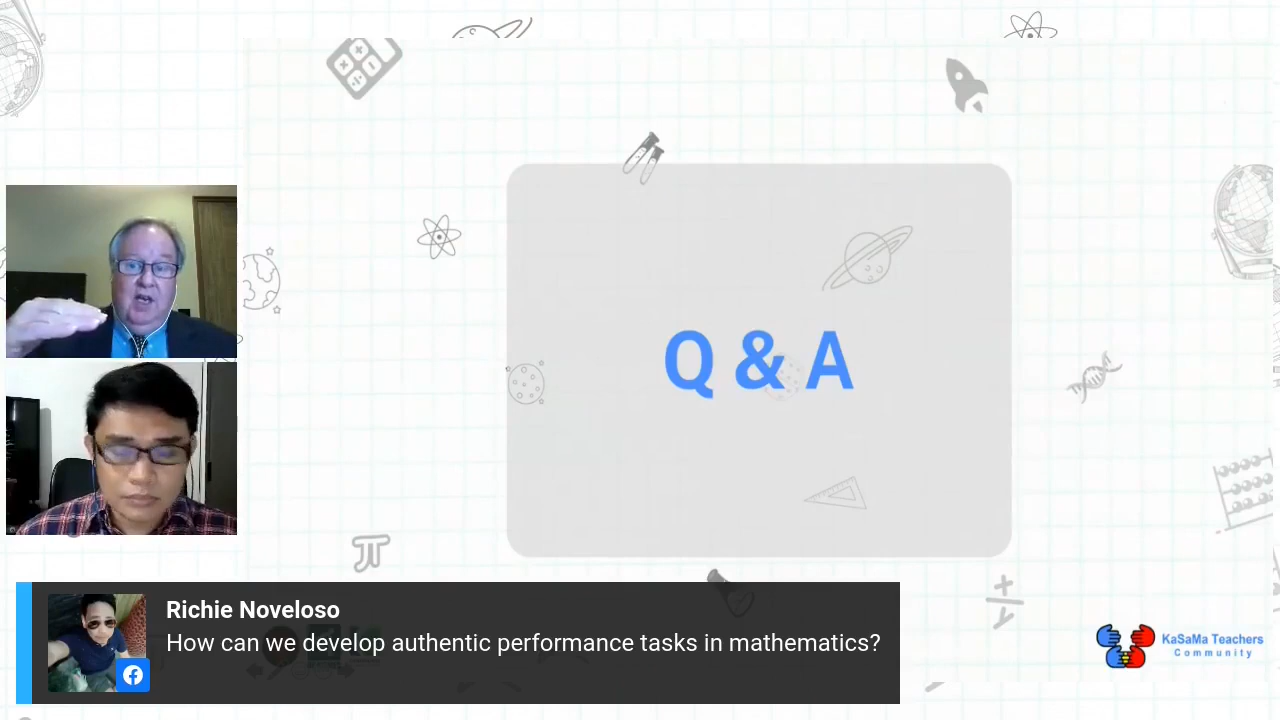 Q & A
Richie Noveloso
How can we develop authentic performance tasks in mathematics?
KaSaMa Teachers
Community